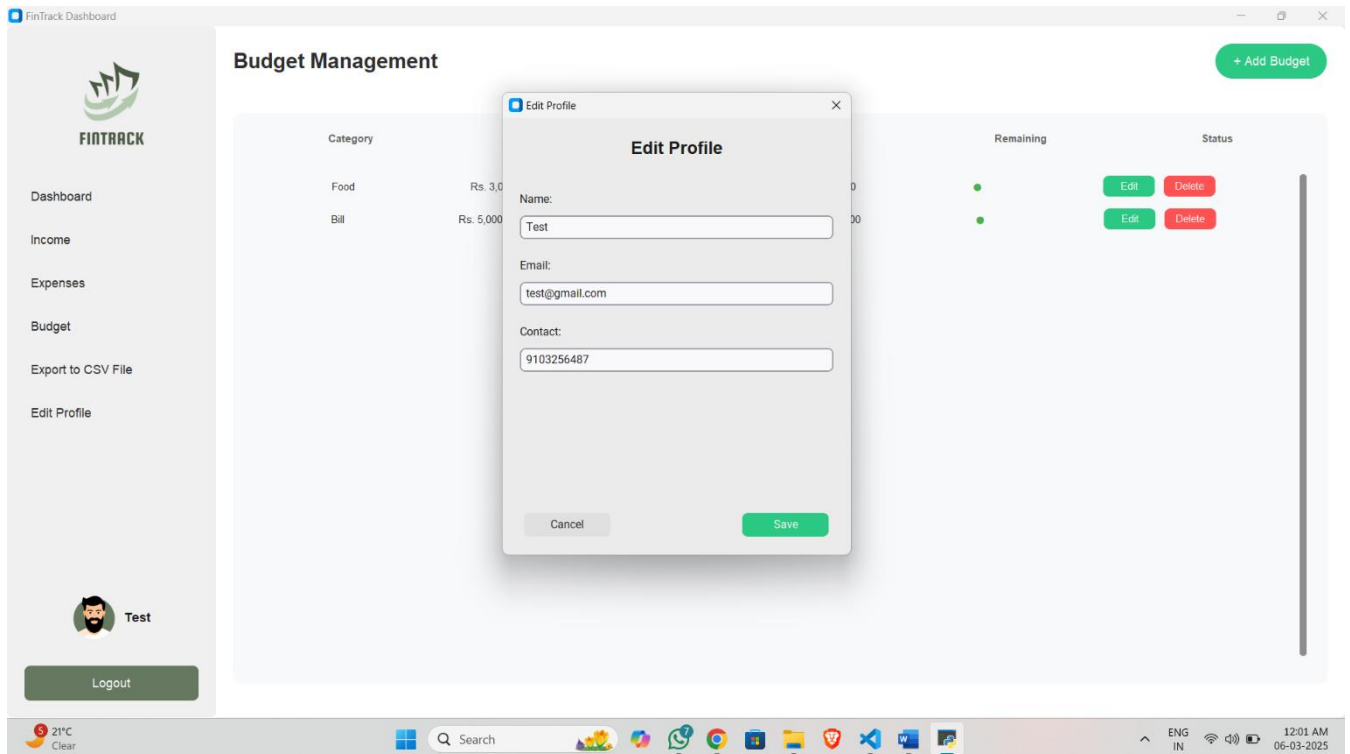 FinTrack Dashboard
FINTRACK
Dashboard
Income
Expenses
Budget
Export to CSV File
Edit Profile
Test
Logout
Budget Management
+ Add Budget
Category Remaining Status
Food Rs. 3,0 0 Edit Delete
Bill Rs. 5,000 00 Edit Delete
Edit Profile
Edit Profile
Name:
Test
Email:
test@gmail.com
Contact:
9103256487
Cancel Save
5 21°C
Clear
Search
ENG
IN
12:01 AM
06-03-2025